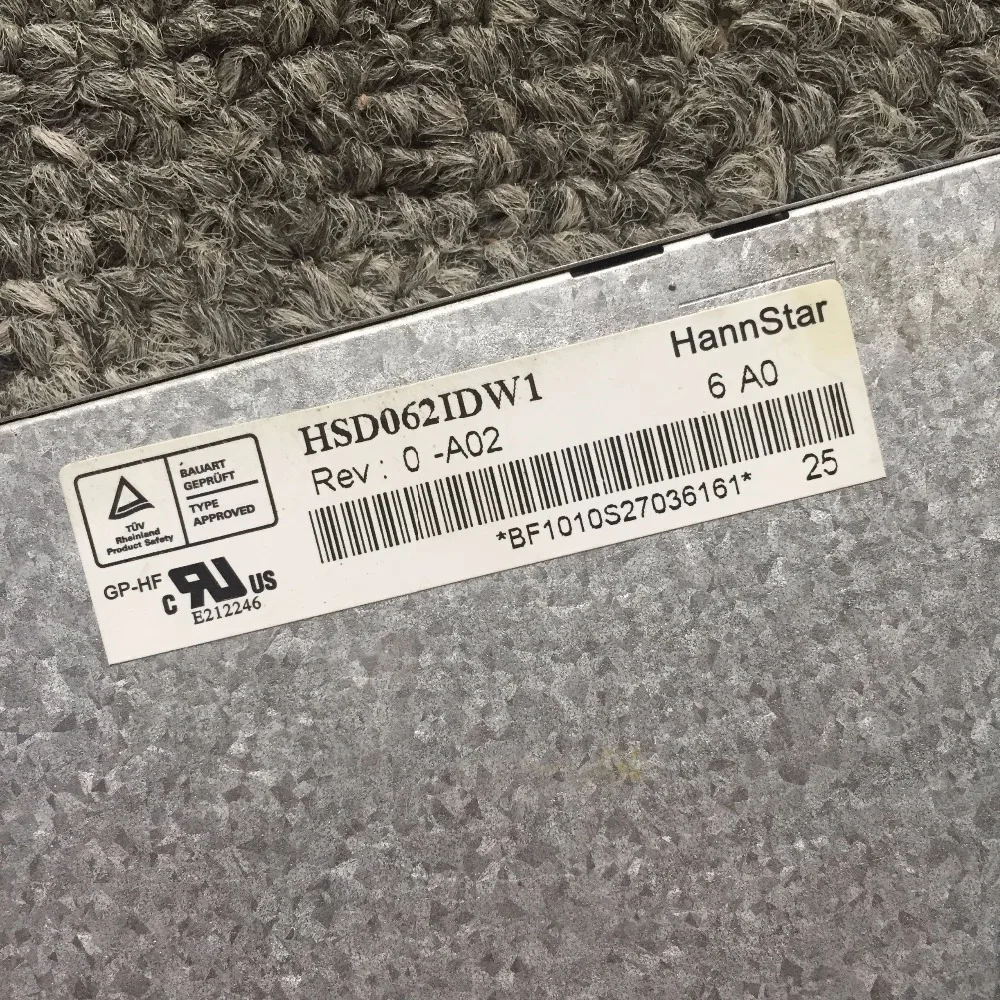 HannStar
HSD062IDW1
6 A0
Rev : 0 -A02
*BF1010S27036161*
25
BAUART
GEPRÜFT
TYPE
APPROVED
TÜV
Rheinland
Product Safety
GP-HF
C RU US
E212246